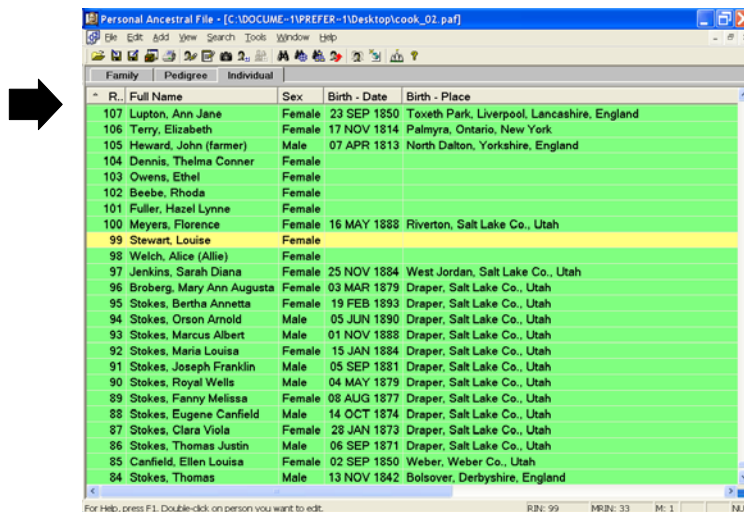 Personal Ancestral File - [C:\DOCUME~1\PREFER~1\Desktop\cook_02.paf]
File Edit Add View Search Tools Window Help
Family Pedigree Individual
R.. Full Name Sex Birth - Date Birth - Place
107 Lupton, Ann Jane Female 23 SEP 1850 Toxeth Park, Liverpool, Lancashire, England
106 Terry, Elizabeth Female 17 NOV 1814 Palmyra, Ontario, New York
105 Heward, John (farmer) Male 07 APR 1813 North Dalton, Yorkshire, England
104 Dennis, Thelma Conner Female
103 Owens, Ethel Female
102 Beebe, Rhoda Female
101 Fuller, Hazel Lynne Female
100 Meyers, Florence Female 16 MAY 1888 Riverton, Salt Lake Co., Utah
99 Stewart, Louise Female
98 Welch, Alice (Allie) Female
97 Jenkins, Sarah Diana Female 25 NOV 1884 West Jordan, Salt Lake Co., Utah
96 Broberg, Mary Ann Augusta Female 03 MAR 1879 Draper, Salt Lake Co., Utah
95 Stokes, Bertha Annetta Female 19 FEB 1893 Draper, Salt Lake Co., Utah
94 Stokes, Orson Arnold Male 05 JUN 1890 Draper, Salt Lake Co., Utah
93 Stokes, Marcus Albert Male 01 NOV 1888 Draper, Salt Lake Co., Utah
92 Stokes, Maria Louisa Female 15 JAN 1884 Draper, Salt Lake Co., Utah
91 Stokes, Joseph Franklin Male 05 SEP 1881 Draper, Salt Lake Co., Utah
90 Stokes, Royal Wells Male 04 MAY 1879 Draper, Salt Lake Co., Utah
89 Stokes, Fanny Melissa Female 08 AUG 1877 Draper, Salt Lake Co., Utah
88 Stokes, Eugene Canfield Male 14 OCT 1874 Draper, Salt Lake Co., Utah
87 Stokes, Clara Viola Female 28 JAN 1873 Draper, Salt Lake Co., Utah
86 Stokes, Thomas Justin Male 06 SEP 1871 Draper, Salt Lake Co., Utah
85 Canfield, Ellen Louisa Female 02 SEP 1850 Weber, Weber Co., Utah
84 Stokes, Thomas Male 13 NOV 1842 Bolsover, Derbyshire, England
For Help, press F1. Double-click on person you want to edit. RIN: 99 MRIN: 33 M: 1 NU